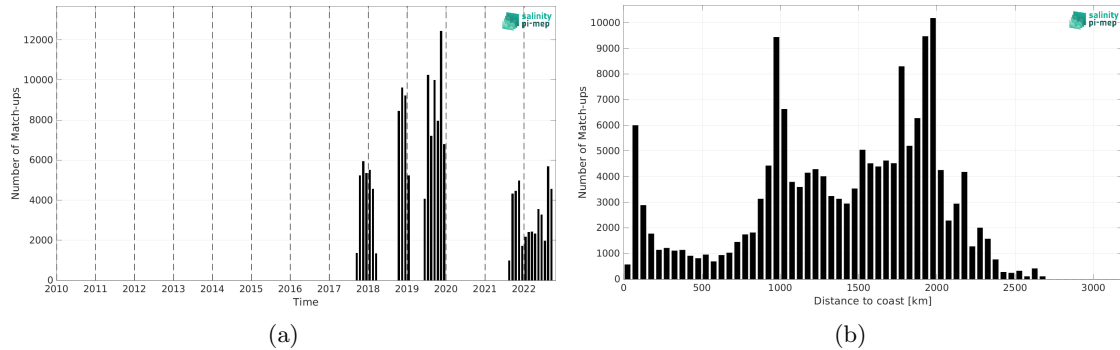 salinity
pi-mep
Number of Match-ups
12000
10000
8000
6000
4000
2000
0
2010 2011 2012 2013 2014 2015 2016 2017 2018 2019 2020 2021 2022
Time
(a)
salinity
pi-mep
Number of Match-ups
10000
9000
8000
7000
6000
5000
4000
3000
2000
1000
0
0 500 1000 1500 2000 2500 3000
Distance to coast [km]
(b)